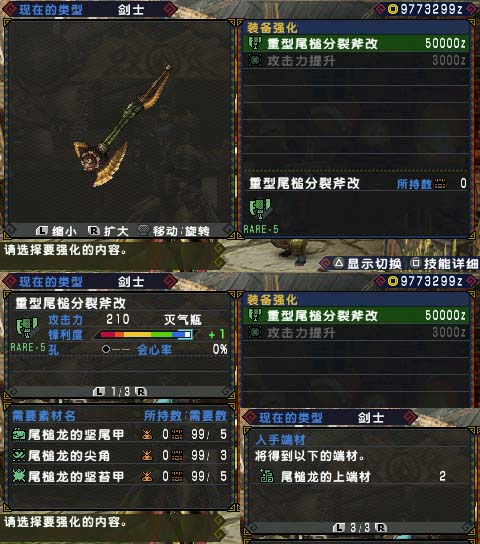 现在的类型 剑士
9773299z
装备强化
重型尾槌分裂斧改 50000z
攻击力提升 3000z
重型尾槌分裂斧改 所持数 0
RARE-5
L 缩小 R 扩大 移动/旋转
请选择要强化的内容。
△显示切换 □技能详细
现在的类型 剑士
9773299z
重型尾槌分裂斧改
攻击力 210 灭气瓶
锋利度 +1
RARE-5
孔 ●-- 会心率 0%
L 1/3 R
装备强化
重型尾槌分裂斧改 50000z
攻击力提升 3000z
需要素材名 所持数/需要数
尾槌龙的坚尾甲 0 99/ 5
尾槌龙的尖角 0 99/ 3
尾槌龙的坚苔甲 0 99/ 5
请选择要强化的内容。
现在的类型 剑士
入手端材
将得到以下的端材。
尾槌龙的上端材 2
L 3/3 R